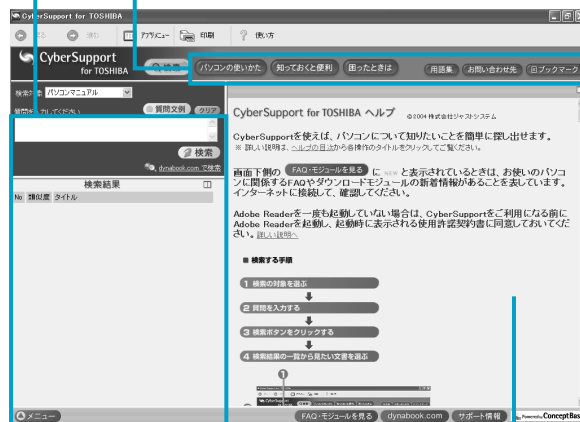 CyberSupport for TOSHIBA
戻る 進む アプリメニュー 印刷 使い方
CyberSupport
for TOSHIBA
検索
パソコンの使いかた 知っておくと便利 困ったときは 用語集 お問い合わせ先 ブックマーク
検索対象 パソコンマニュアル
質問を入力してください 質問文例 クリア
検索
dynabook.com で検索
検索結果
No 類似度 タイトル
CyberSupport for TOSHIBA ヘルプ ©2004 株式会社ジャストシステム
CyberSupportを使えば、パソコンについて知りたいことを簡単に探し出せます。
※ 詳しい説明は、ヘルプの目次から各操作のタイトルをクリックしてご覧ください。
画面下側の FAQ・モジュールを見る に NEW と表示されているときは、お使いのパソコ
ンに関係するFAQやダウンロードモジュールの新着情報があることを表しています。
インターネットに接続して、確認してください。
Adobe Readerを一度も起動していない場合は、CyberSupportをご利用になる前に
Adobe Readerを起動し、起動時に表示される使用許諾契約書に同意しておいてくだ
さい。詳しい説明へ
■ 検索する手順
1 検索の対象を選ぶ
2 質問を入力する
3 検索ボタンをクリックする
4 検索結果の一覧から見たい文書を選ぶ
1
メニュー FAQ・モジュールを見る dynabook.com サポート情報 Powered by ConceptBas